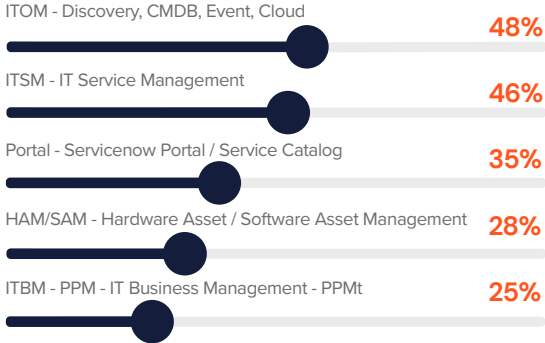 ITOM - Discovery, CMDB, Event, Cloud
48%
ITSM - IT Service Management
46%
Portal - Servicenow Portal / Service Catalog
35%
HAM/SAM - Hardware Asset / Software Asset Management
28%
ITBM - PPM - IT Business Management - PPMt
25%